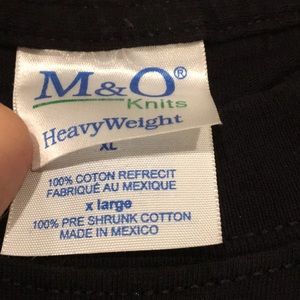 M&O®
Knits
HeavyWeight
XL
100% COTON REFRECIT
FABRIQUÉ AU MEXIQUE
x large
100% PRE SHRUNK COTTON
MADE IN MEXICO